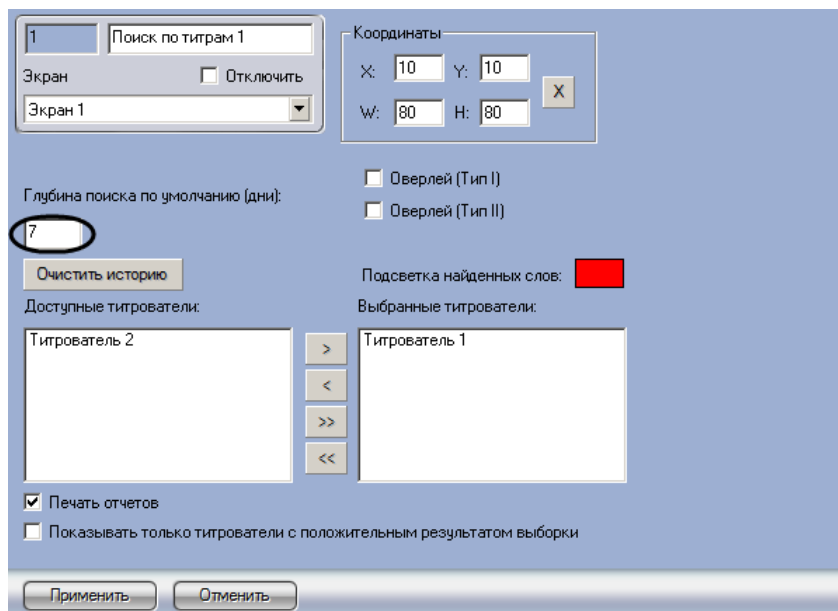 1 Поиск по титрам 1
Экран Отключить
Экран 1
Координаты
X: 10 Y: 10
X
W: 80 H: 80
Оверлей (Тип I)
Оверлей (Тип II)
Глубина поиска по умолчанию (дни):
7
Очистить историю
Подсветка найденных слов:
Доступные титрователи:
Титрователь 2
>
<
>>
<<
Выбранные титрователи:
Титрователь 1
Печать отчетов
Показывать только титрователи с положительным результатом выборки
Применить Отменить